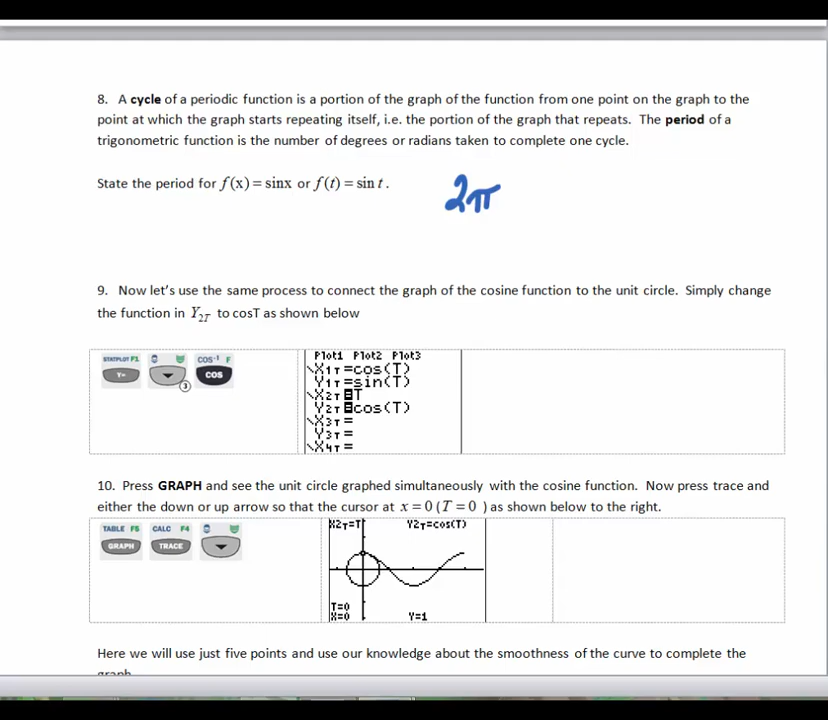 8. A cycle of a periodic function is a portion of the graph of the function from one point on the graph to the
point at which the graph starts repeating itself, i.e. the portion of the graph that repeats. The period of a
trigonometric function is the number of degrees or radians taken to complete one cycle.
State the period for f(x) = sinx or f(t) = sin t.
2π
9. Now let's use the same process to connect the graph of the cosine function to the unit circle. Simply change
the function in Y2T to cosT as shown below
STATPLOT F1
COS⁻¹ F
Y=
3
COS
Plot1 Plot2 Plot3
\X1T=cos(T)
Y1T=sin(T)
\X2T=T
Y2T=cos(T)
\X3T=
Y3T=
\X4T=
10. Press GRAPH and see the unit circle graphed simultaneously with the cosine function. Now press trace and
either the down or up arrow so that the cursor at x = 0 (T = 0 ) as shown below to the right.
TABLE F5 CALC F4
GRAPH TRACE
X2T=T Y2T=cos(T)
T=0
X=0 Y=1
Here we will use just five points and use our knowledge about the smoothness of the curve to complete the
graph